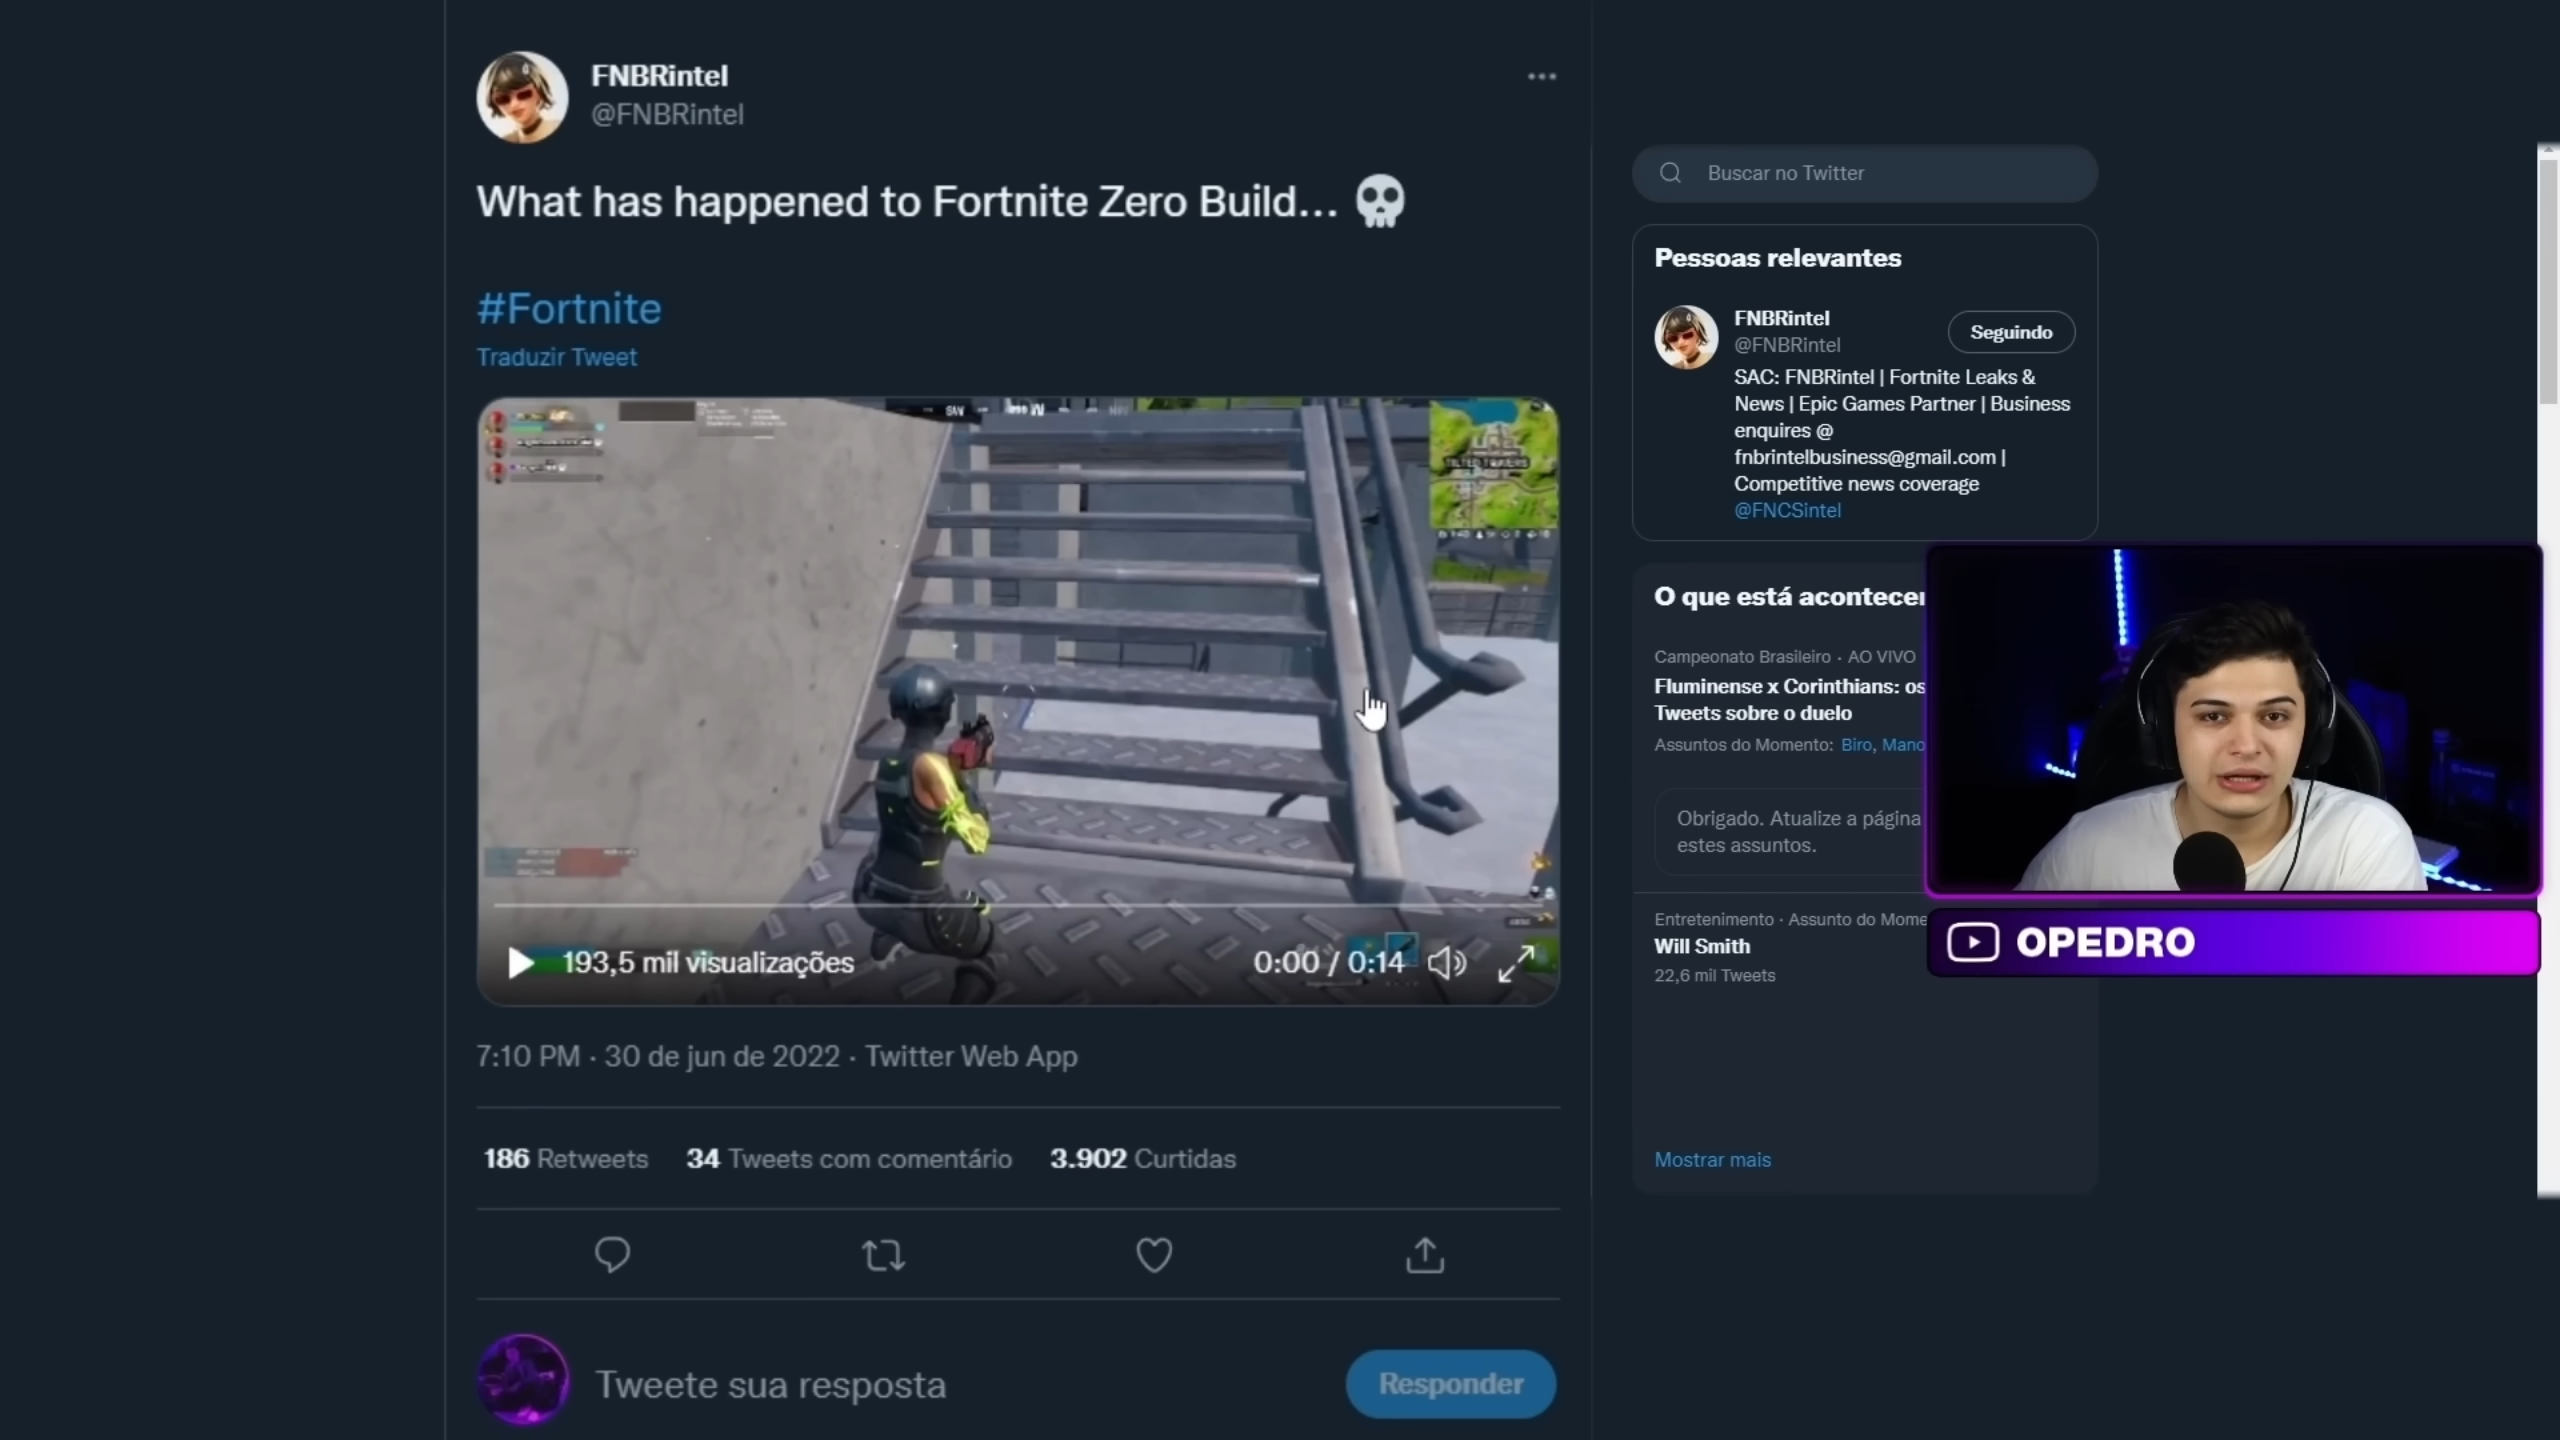 FNBRintel
@FNBRintel
What has happened to Fortnite Zero Build... 💀
#Fortnite
Traduzir Tweet
NW
TILTED TOWERS
193,5 mil visualizações
0:00 / 0:14
7:10 PM · 30 de jun de 2022 · Twitter Web App
186 Retweets 34 Tweets com comentário 3.902 Curtidas
Tweete sua resposta
Responder
Buscar no Twitter
Pessoas relevantes
FNBRintel
@FNBRintel
Seguindo
SAC: FNBRintel | Fortnite Leaks &
News | Epic Games Partner | Business
enquires @
fnbrintelbusiness@gmail.com |
Competitive news coverage
@FNCSintel
O que está acontecer
Campeonato Brasileiro · AO VIVO
Fluminense x Corinthians: os
Tweets sobre o duelo
Assuntos do Momento: Biro, Mano
Obrigado. Atualize a página
estes assuntos.
Entretenimento · Assunto do Mome
Will Smith
22,6 mil Tweets
Mostrar mais
OPEDRO